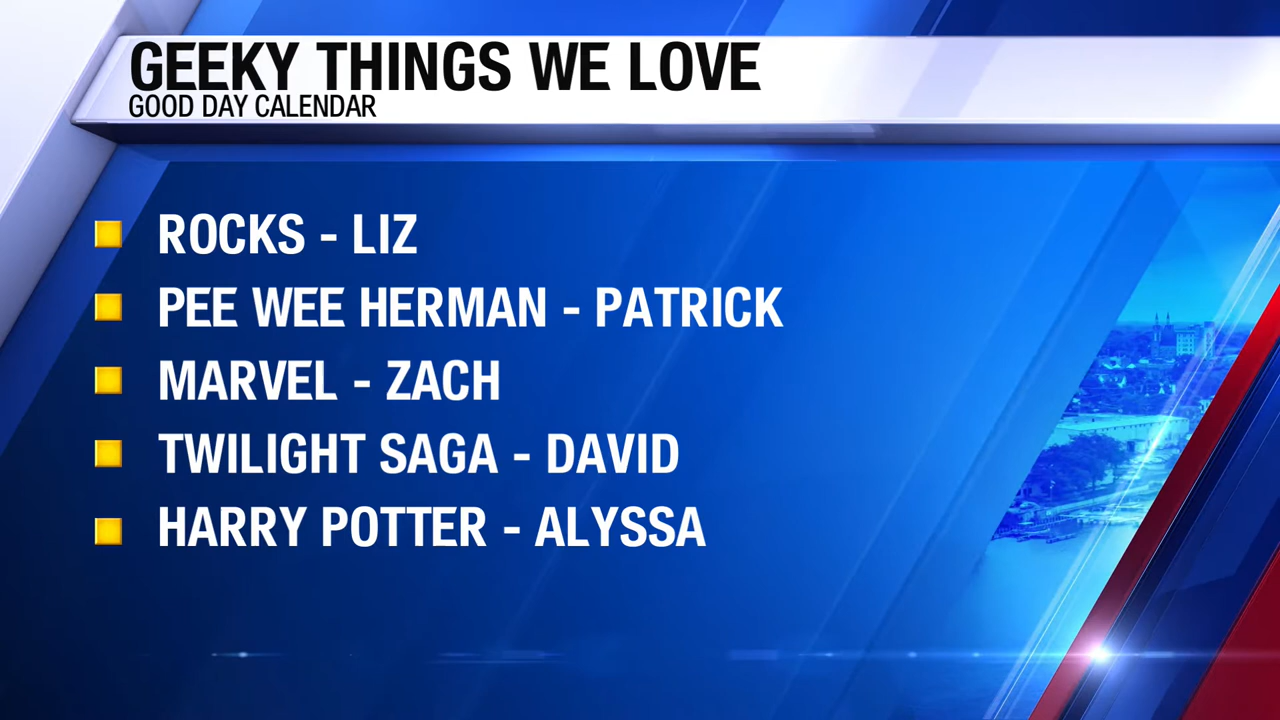 GEEKY THINGS WE LOVE
GOOD DAY CALENDAR
ROCKS - LIZ
PEE WEE HERMAN - PATRICK
MARVEL - ZACH
TWILIGHT SAGA - DAVID
HARRY POTTER - ALYSSA